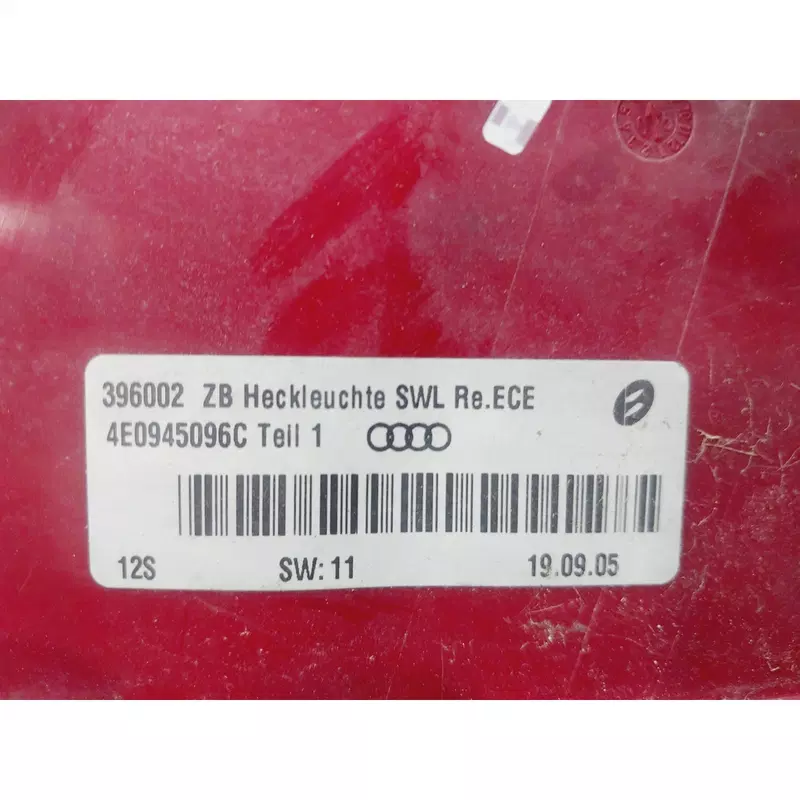 396002 ZB Heckleuchte SWL Re.ECE
4E0945096C Teil 1
12S SW: 11 19.09.05